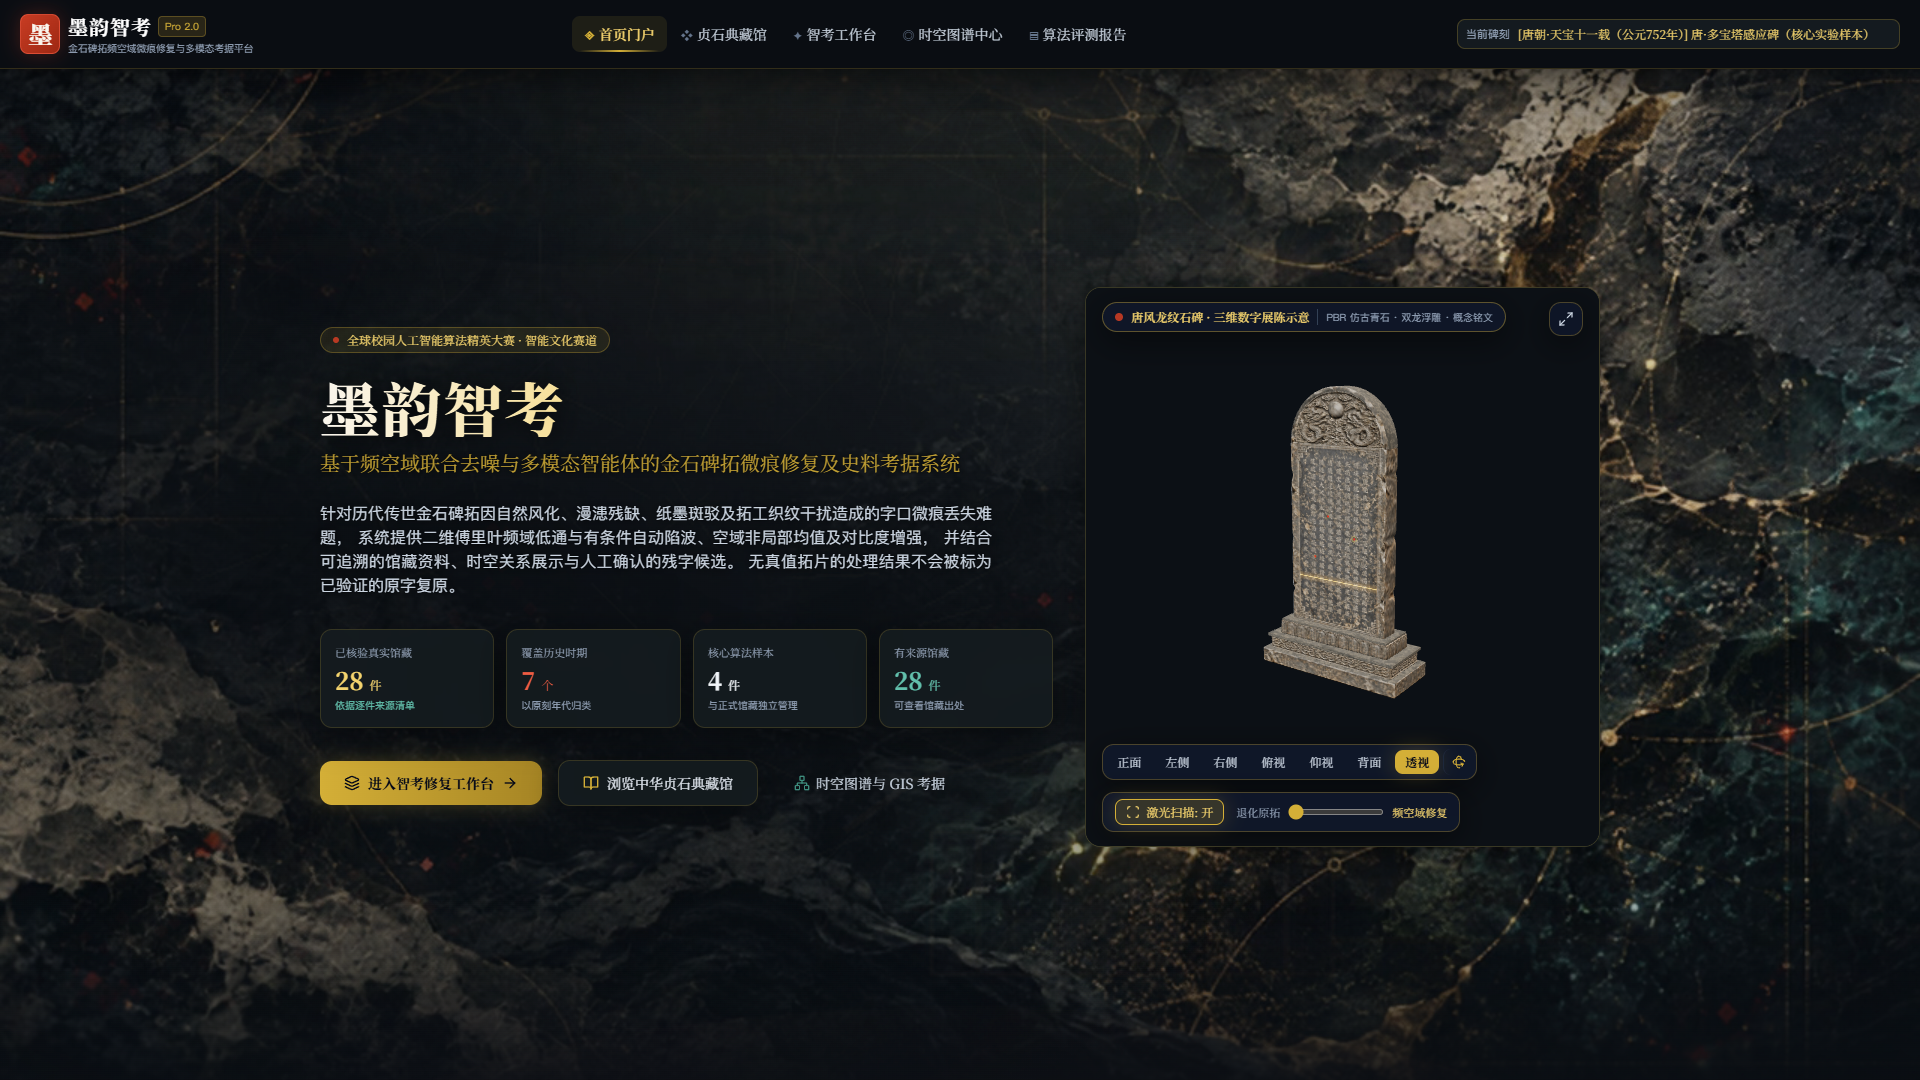 墨
墨韵智考 Pro 2.0
金石碑拓频空域微痕修复与多模态考据平台
首页门户
贞石典藏馆
智考工作台
时空图谱中心
算法评测报告
当前碑刻 [唐朝·天宝十一载（公元752年）] 唐·多宝塔感应碑（核心实验样本）
全球校园人工智能算法精英大赛 · 智能文化赛道
墨韵智考
基于频空域联合去噪与多模态智能体的金石碑拓微痕修复及史料考据系统
针对历代传世金石碑拓因自然风化、漫漶残缺、纸墨斑驳及拓工织纹干扰造成的字口微痕丢失难
题， 系统提供二维傅里叶频域低通与有条件自动陷波、空域非局部均值及对比度增强， 并结合
可追溯的馆藏资料、时空关系展示与人工确认的残字候选。 无真值拓片的处理结果不会被标为
已验证的原字复原。
已核验真实馆藏
28 件
依据逐件来源清单
覆盖历史时期
7 个
以原刻年代归类
核心算法样本
4 件
与正式馆藏独立管理
有来源馆藏
28 件
可查看馆藏出处
进入智考修复工作台
浏览中华贞石典藏馆
时空图谱与 GIS 考据
唐风龙纹石碑 · 三维数字展陈示意 PBR 仿古青石 · 双龙浮雕 · 概念铭文
正面 左侧 右侧 俯视 仰视 背面 透视
激光扫描: 开 退化原拓 频空域修复